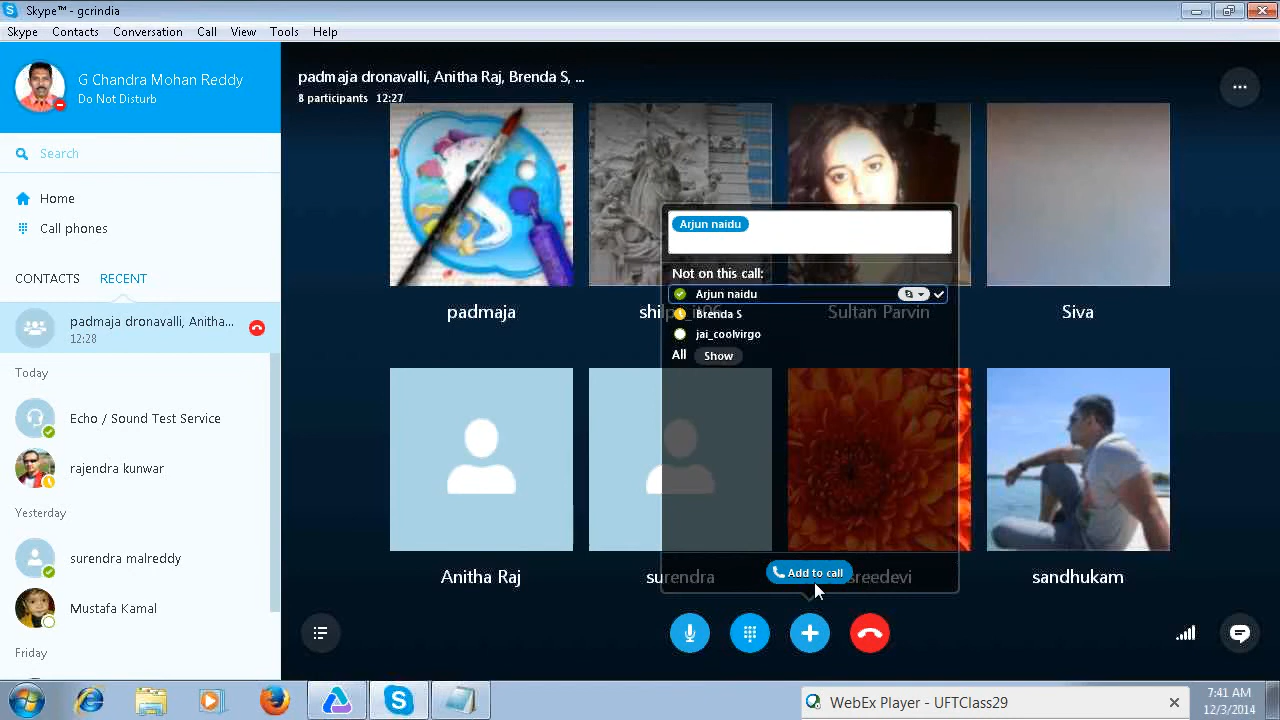 Skype™ - gcrindia
Skype Contacts Conversation Call View Tools Help
G Chandra Mohan Reddy
Do Not Disturb
Search
Home
Call phones
CONTACTS RECENT
padmaja dronavalli, Anitha...
12:28
Today
Echo / Sound Test Service
rajendra kunwar
Yesterday
surendra malreddy
Mustafa Kamal
Friday
padmaja dronavalli, Anitha Raj, Brenda S, ...
8 participants 12:27
Arjun naidu
Not on this call:
Arjun naidu
Brenda S
jai_coolvirgo
All Show
padmaja
Sultan Parvin
Siva
Add to call
Anitha Raj
surendra
sreedevi
sandhukam
WebEx Player - UFTClass29
7:41 AM
12/3/2014